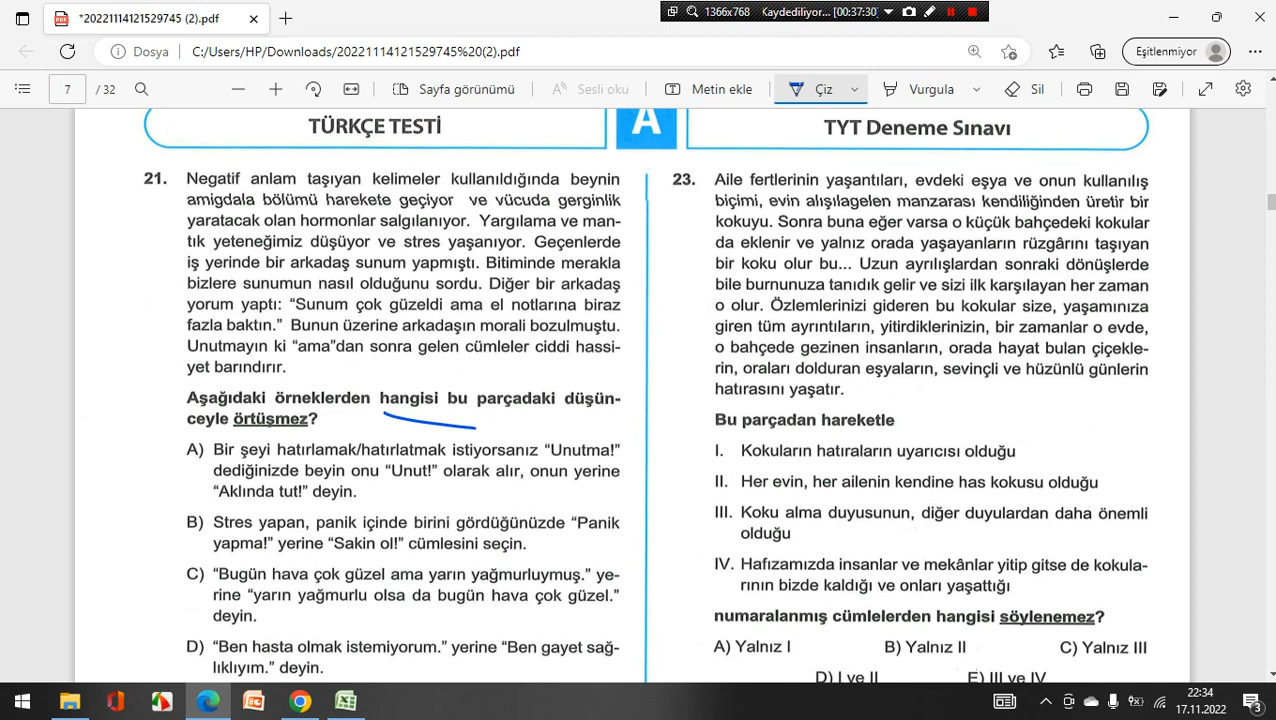 *20221114121529745 (2).pdf
1366x768 Kaydediliyor... [00:37:30]
Dosya C:/Users/HP/Downloads/20221114121529745%20(2).pdf
Eşitlenmiyor
7 / 32
Sayfa görünümü
Sesli oku
Metin ekle
Çiz
Vurgula
Sil
TÜRKÇE TESTİ
A
TYT Deneme Sınavı
21. Negatif anlam taşıyan kelimeler kullanıldığında beynin
amigdala bölümü harekete geçiyor ve vücuda gerginlik
yaratacak olan hormonlar salgılanıyor. Yargılama ve man-
tık yeteneğimiz düşüyor ve stres yaşanıyor. Geçenlerde
iş yerinde bir arkadaş sunum yapmıştı. Bitiminde merakla
bizlere sunumun nasıl olduğunu sordu. Diğer bir arkadaş
yorum yaptı: “Sunum çok güzeldi ama el notlarına biraz
fazla baktın.” Bunun üzerine arkadaşın morali bozulmuştu.
Unutmayın ki “ama”dan sonra gelen cümleler ciddi hassi-
yet barındırır.
Aşağıdaki örneklerden hangisi bu parçadaki düşün-
ceyle örtüşmez?
A) Bir şeyi hatırlamak/hatırlatmak istiyorsanız “Unutma!”
dediğinizde beyin onu “Unut!” olarak alır, onun yerine
“Aklında tut!” deyin.
B) Stres yapan, panik içinde birini gördüğünüzde “Panik
yapma!” yerine “Sakin ol!” cümlesini seçin.
C) “Bugün hava çok güzel ama yarın yağmurluymuş.” ye-
rine “yarın yağmurlu olsa da bugün hava çok güzel.”
deyin.
D) “Ben hasta olmak istemiyorum.” yerine “Ben gayet sağ-
lıklıyım.” deyin.
23. Aile fertlerinin yaşantıları, evdeki eşya ve onun kullanılış
biçimi, evin alışılagelen manzarası kendiliğinden üretir bir
kokuyu. Sonra buna eğer varsa o küçük bahçedeki kokular
da eklenir ve yalnız orada yaşayanların rüzgârını taşıyan
bir koku olur bu... Uzun ayrılışlardan sonraki dönüşlerde
bile burnunuza tanıdık gelir ve sizi ilk karşılayan her zaman
o olur. Özlemlerinizi gideren bu kokular size, yaşamınıza
giren tüm ayrıntıların, yitirdiklerinizin, bir zamanlar o evde,
o bahçede gezinen insanların, orada hayat bulan çiçekle-
rin, oraları dolduran eşyaların, sevinçli ve hüzünlü günlerin
hatırasını yaşatır.
Bu parçadan hareketle
I. Kokuların hatıraların uyarıcısı olduğu
II. Her evin, her ailenin kendine has kokusu olduğu
III. Koku alma duyusunun, diğer duyulardan daha önemli
olduğu
IV. Hafızamızda insanlar ve mekânlar yitip gitse de kokula-
rının bizde kaldığı ve onları yaşattığı
numaralanmış cümlelerden hangisi söylenemez?
A) Yalnız I B) Yalnız II C) Yalnız III
D) I ve II E) III ve IV
22:34
17.11.2022
3